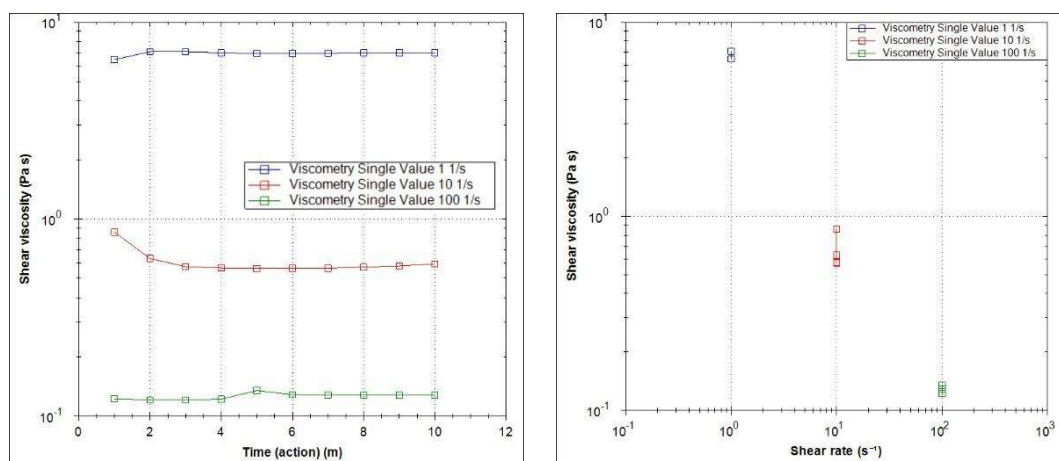 10¹
10⁰
10⁻¹
Shear viscosity (Pa s)
Viscometry Single Value 1 1/s
Viscometry Single Value 10 1/s
Viscometry Single Value 100 1/s
0 2 4 6 8 10 12
Time (action) (m)
10¹
10⁰
10⁻¹
Shear viscosity (Pa s)
Viscometry Single Value 1 1/s
Viscometry Single Value 10 1/s
Viscometry Single Value 100 1/s
10⁻¹ 10⁰ 10¹ 10² 10³
Shear rate (s⁻¹)